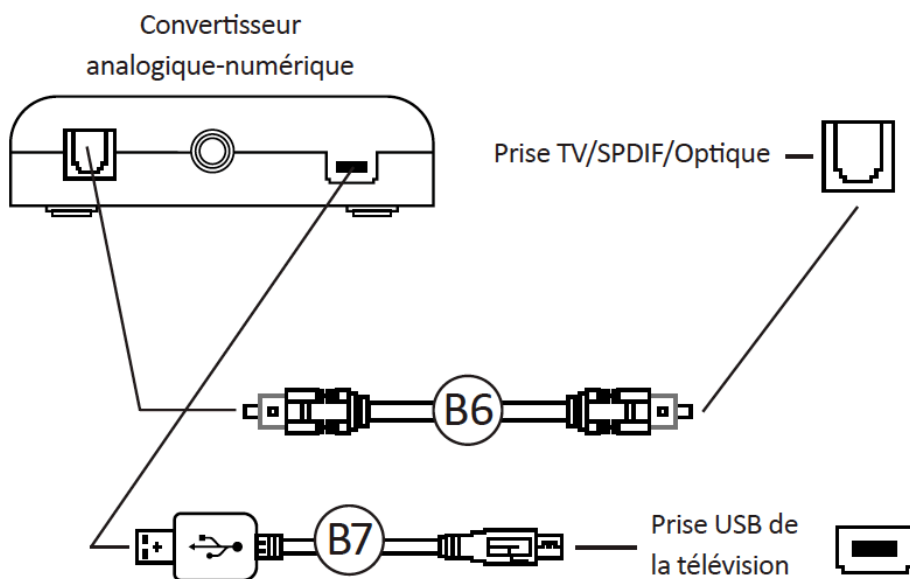 Convertisseur
analogique-numérique
Prise TV/SPDIF/Optique
B6
B7
Prise USB de
la télévision